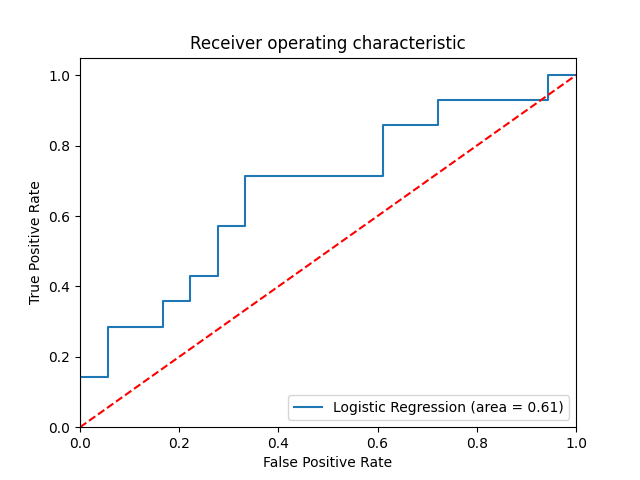 Receiver operating characteristic
1.0
0.8
0.6
0.4
0.2
0.0
True Positive Rate
Logistic Regression (area = 0.61)
0.0 0.2 0.4 0.6 0.8 1.0
False Positive Rate